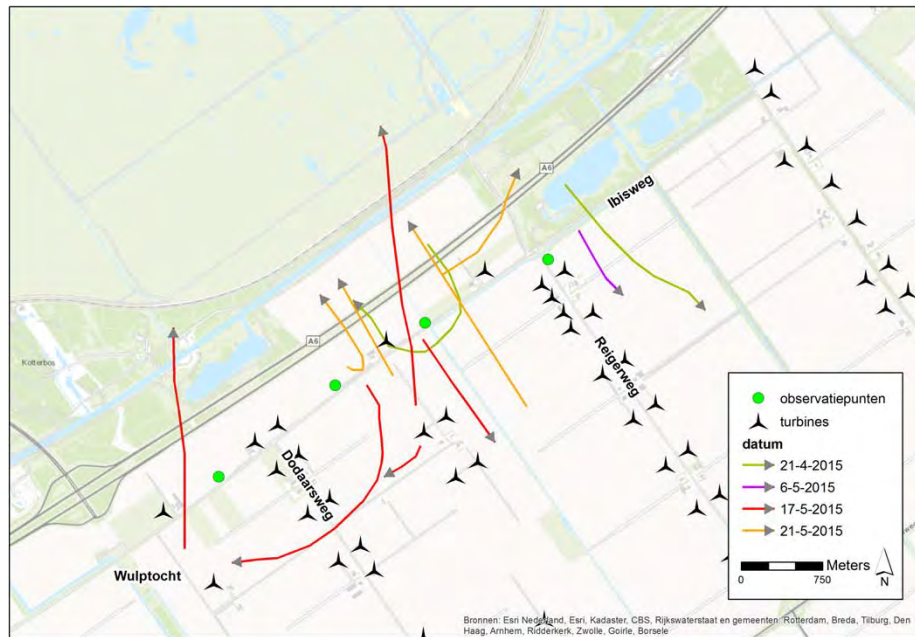 A6
Ibisweg
A6
Kotterbos
Reigerweg
Dodaarsweg
Wulptocht
observatiepunten
turbines
datum
21-4-2015
6-5-2015
17-5-2015
21-5-2015
Meters
0 750
N
Bronnen: Esri Nederland, Esri, Kadaster, CBS, Rijkswaterstaat en gemeenten: Rotterdam, Breda, Tilburg, Den
Haag, Arnhem, Ridderkerk, Zwolle, Goirle, Borsele